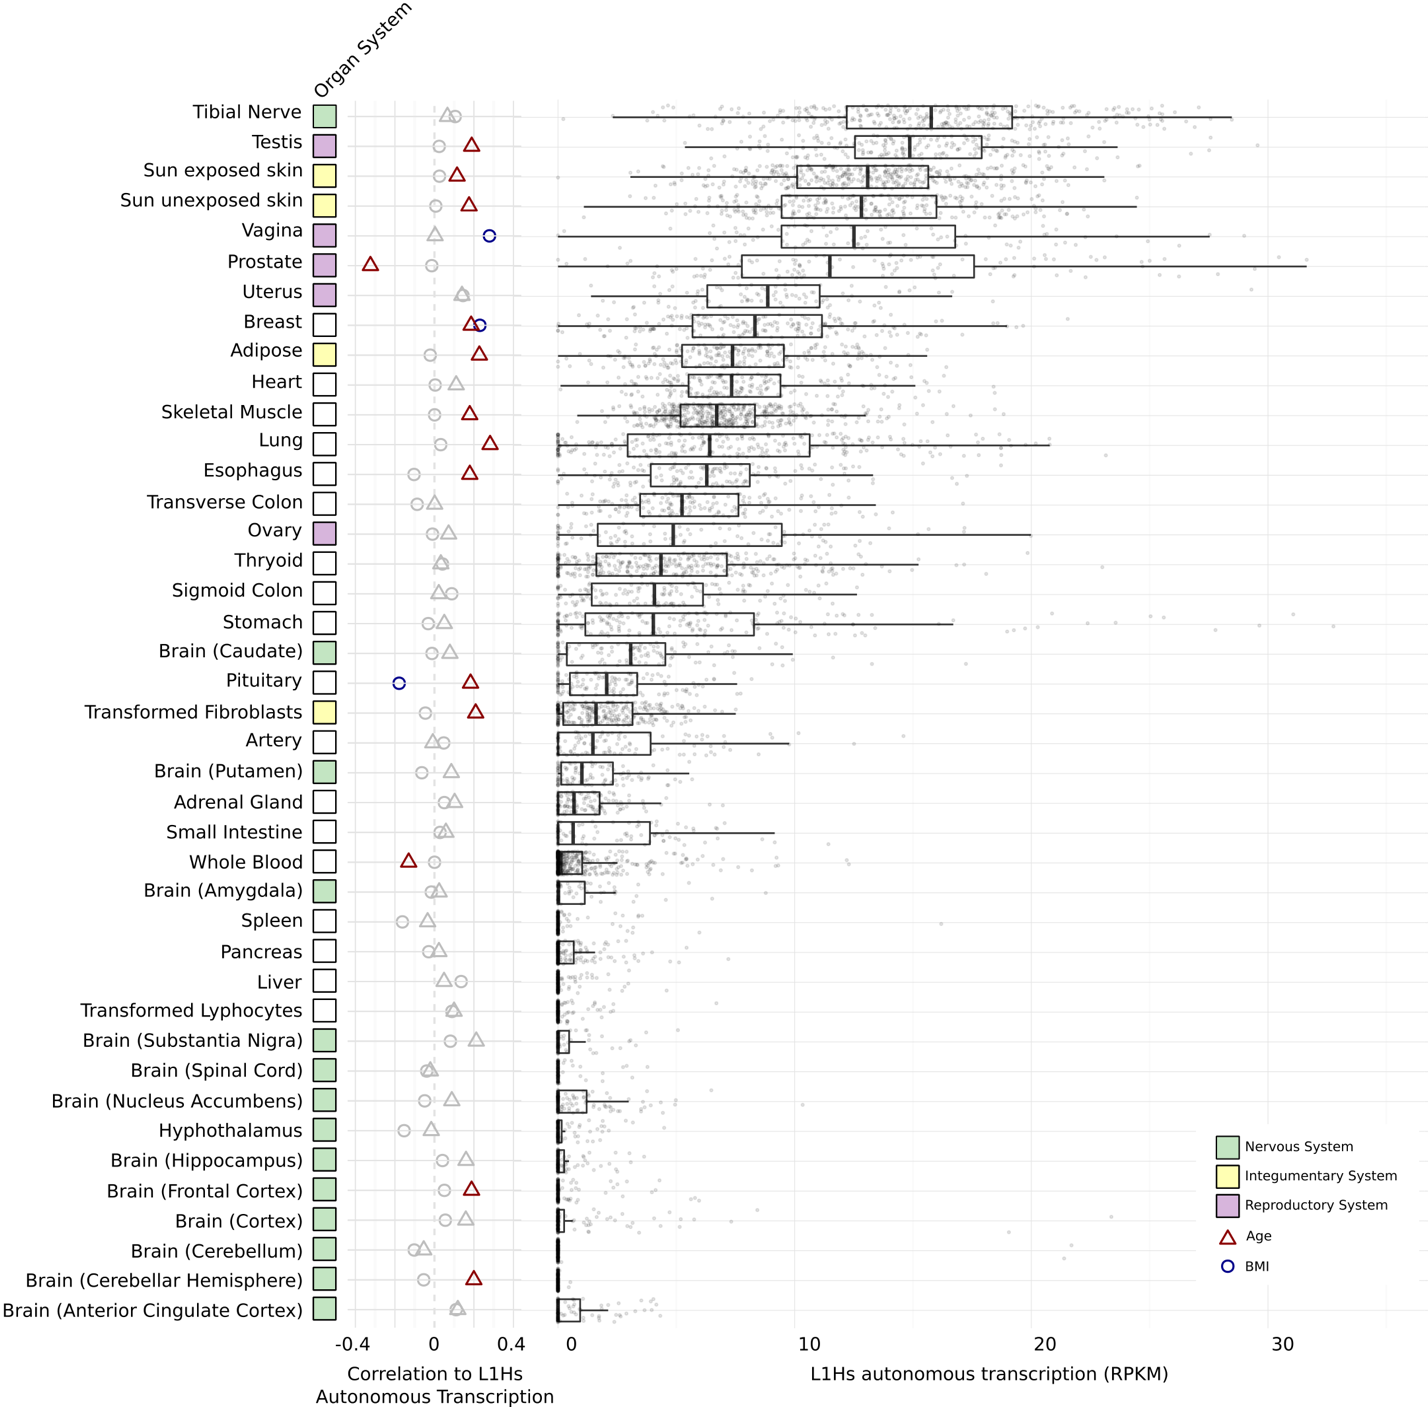 Organ System
Tibial Nerve
Testis
Sun exposed skin
Sun unexposed skin
Vagina
Prostate
Uterus
Breast
Adipose
Heart
Skeletal Muscle
Lung
Esophagus
Transverse Colon
Ovary
Thryoid
Sigmoid Colon
Stomach
Brain (Caudate)
Pituitary
Transformed Fibroblasts
Artery
Brain (Putamen)
Adrenal Gland
Small Intestine
Whole Blood
Brain (Amygdala)
Spleen
Pancreas
Liver
Transformed Lyphocytes
Brain (Substantia Nigra)
Brain (Spinal Cord)
Brain (Nucleus Accumbens)
Hyphothalamus
Brain (Hippocampus)
Brain (Frontal Cortex)
Brain (Cortex)
Brain (Cerebellum)
Brain (Cerebellar Hemisphere)
Brain (Anterior Cingulate Cortex)
Nervous System
Integumentary System
Reproductory System
Age
BMI
-0.4 0 0.4 0 10 20 30
Correlation to L1Hs
Autonomous Transcription
L1Hs autonomous transcription (RPKM)